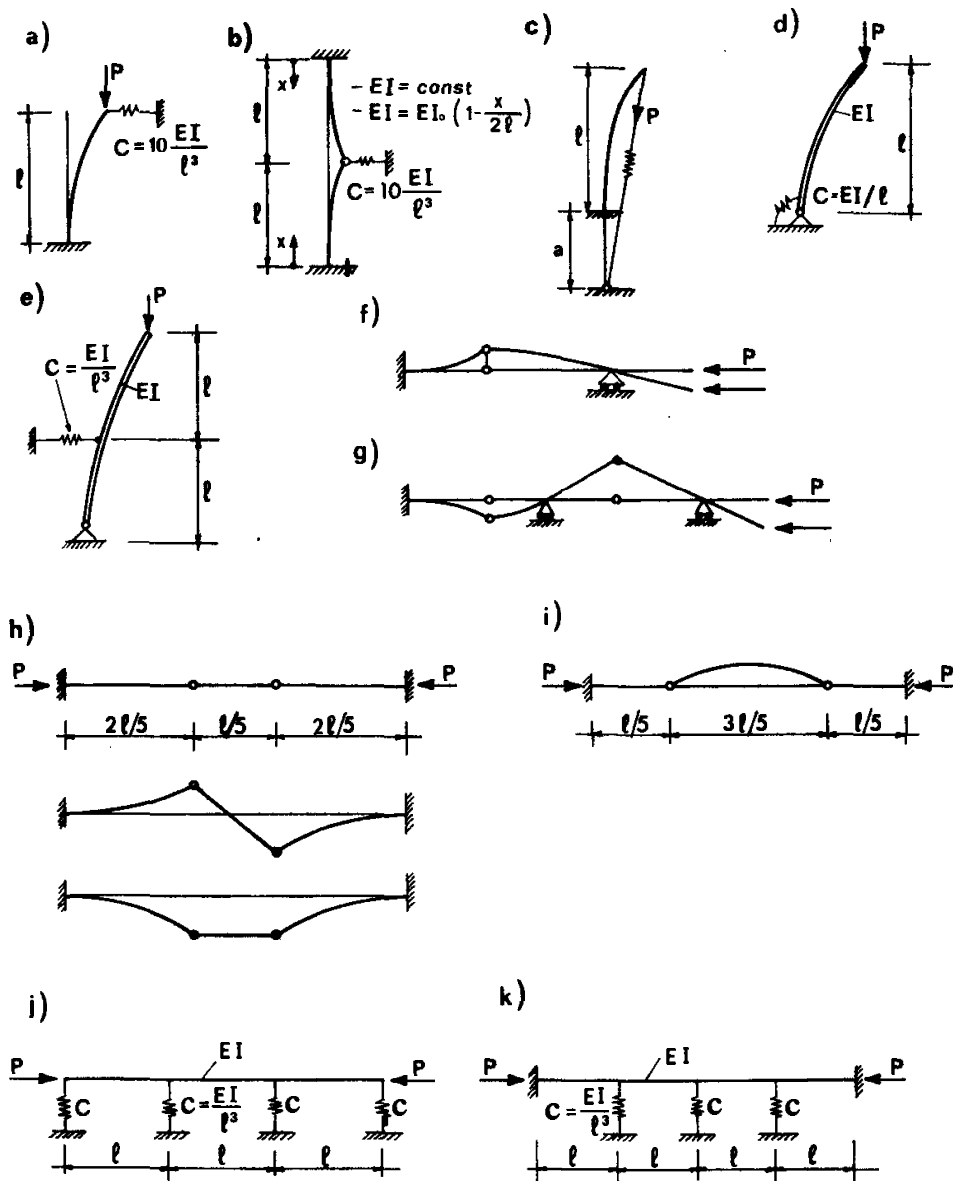 a)
P
C = 10 EI/ℓ³
ℓ
b)
x
- EI = const
- EI = EI₀ (1 - x/2ℓ)
ℓ
C = 10 EI/ℓ³
ℓ
x
c)
ℓ
P
a
d)
P
EI
ℓ
C = EI/ℓ
e)
P
C = EI/ℓ³
EI
ℓ
ℓ
f)
P
g)
P
h)
P
P
2ℓ/5
ℓ/5
2ℓ/5
i)
P
P
ℓ/5
3ℓ/5
ℓ/5
j)
P
EI
P
C
C = EI/ℓ³
C
C
ℓ
ℓ
ℓ
k)
P
EI
P
C = EI/ℓ³
C
C
ℓ
ℓ
ℓ
ℓ